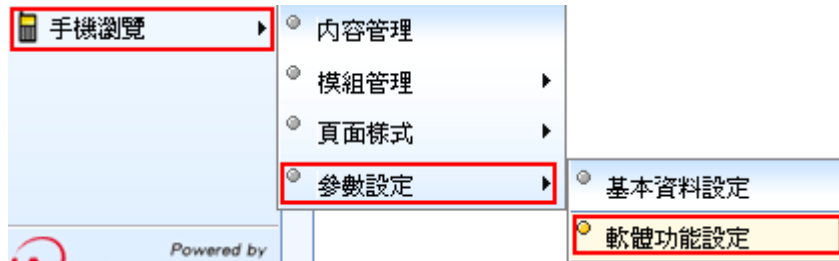 手機瀏覽
內容管理
模組管理
頁面樣式
參數設定
基本資料設定
軟體功能設定
Powered by